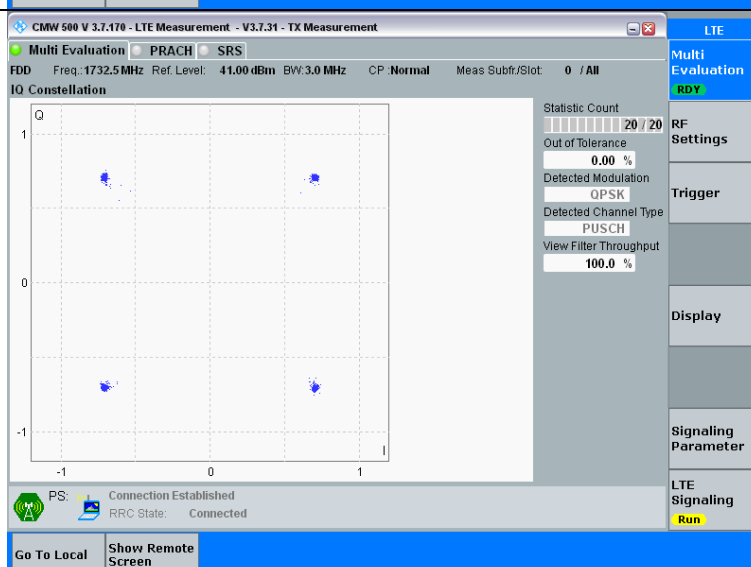 CMW 500 V 3.7.170 - LTE Measurement - V3.7.31 - TX Measurement
LTE
Multi Evaluation PRACH SRS
Multi
Evaluation
RDY
FDD Freq.:1732.5 MHz Ref. Level: 41.00 dBm BW:3.0 MHz CP :Normal Meas Subfr./Slot: 0 / All
IQ Constellation
Q
1
0
-1
-1 0 1
I
Statistic Count
20 / 20
Out of Tolerance
0.00 %
Detected Modulation
QPSK
Detected Channel Type
PUSCH
View Filter Throughput
100.0 %
RF
Settings
Trigger
Display
Signaling
Parameter
LTE
Signaling
Run
PS: Connection Established
RRC State: Connected
Go To Local
Show Remote
Screen